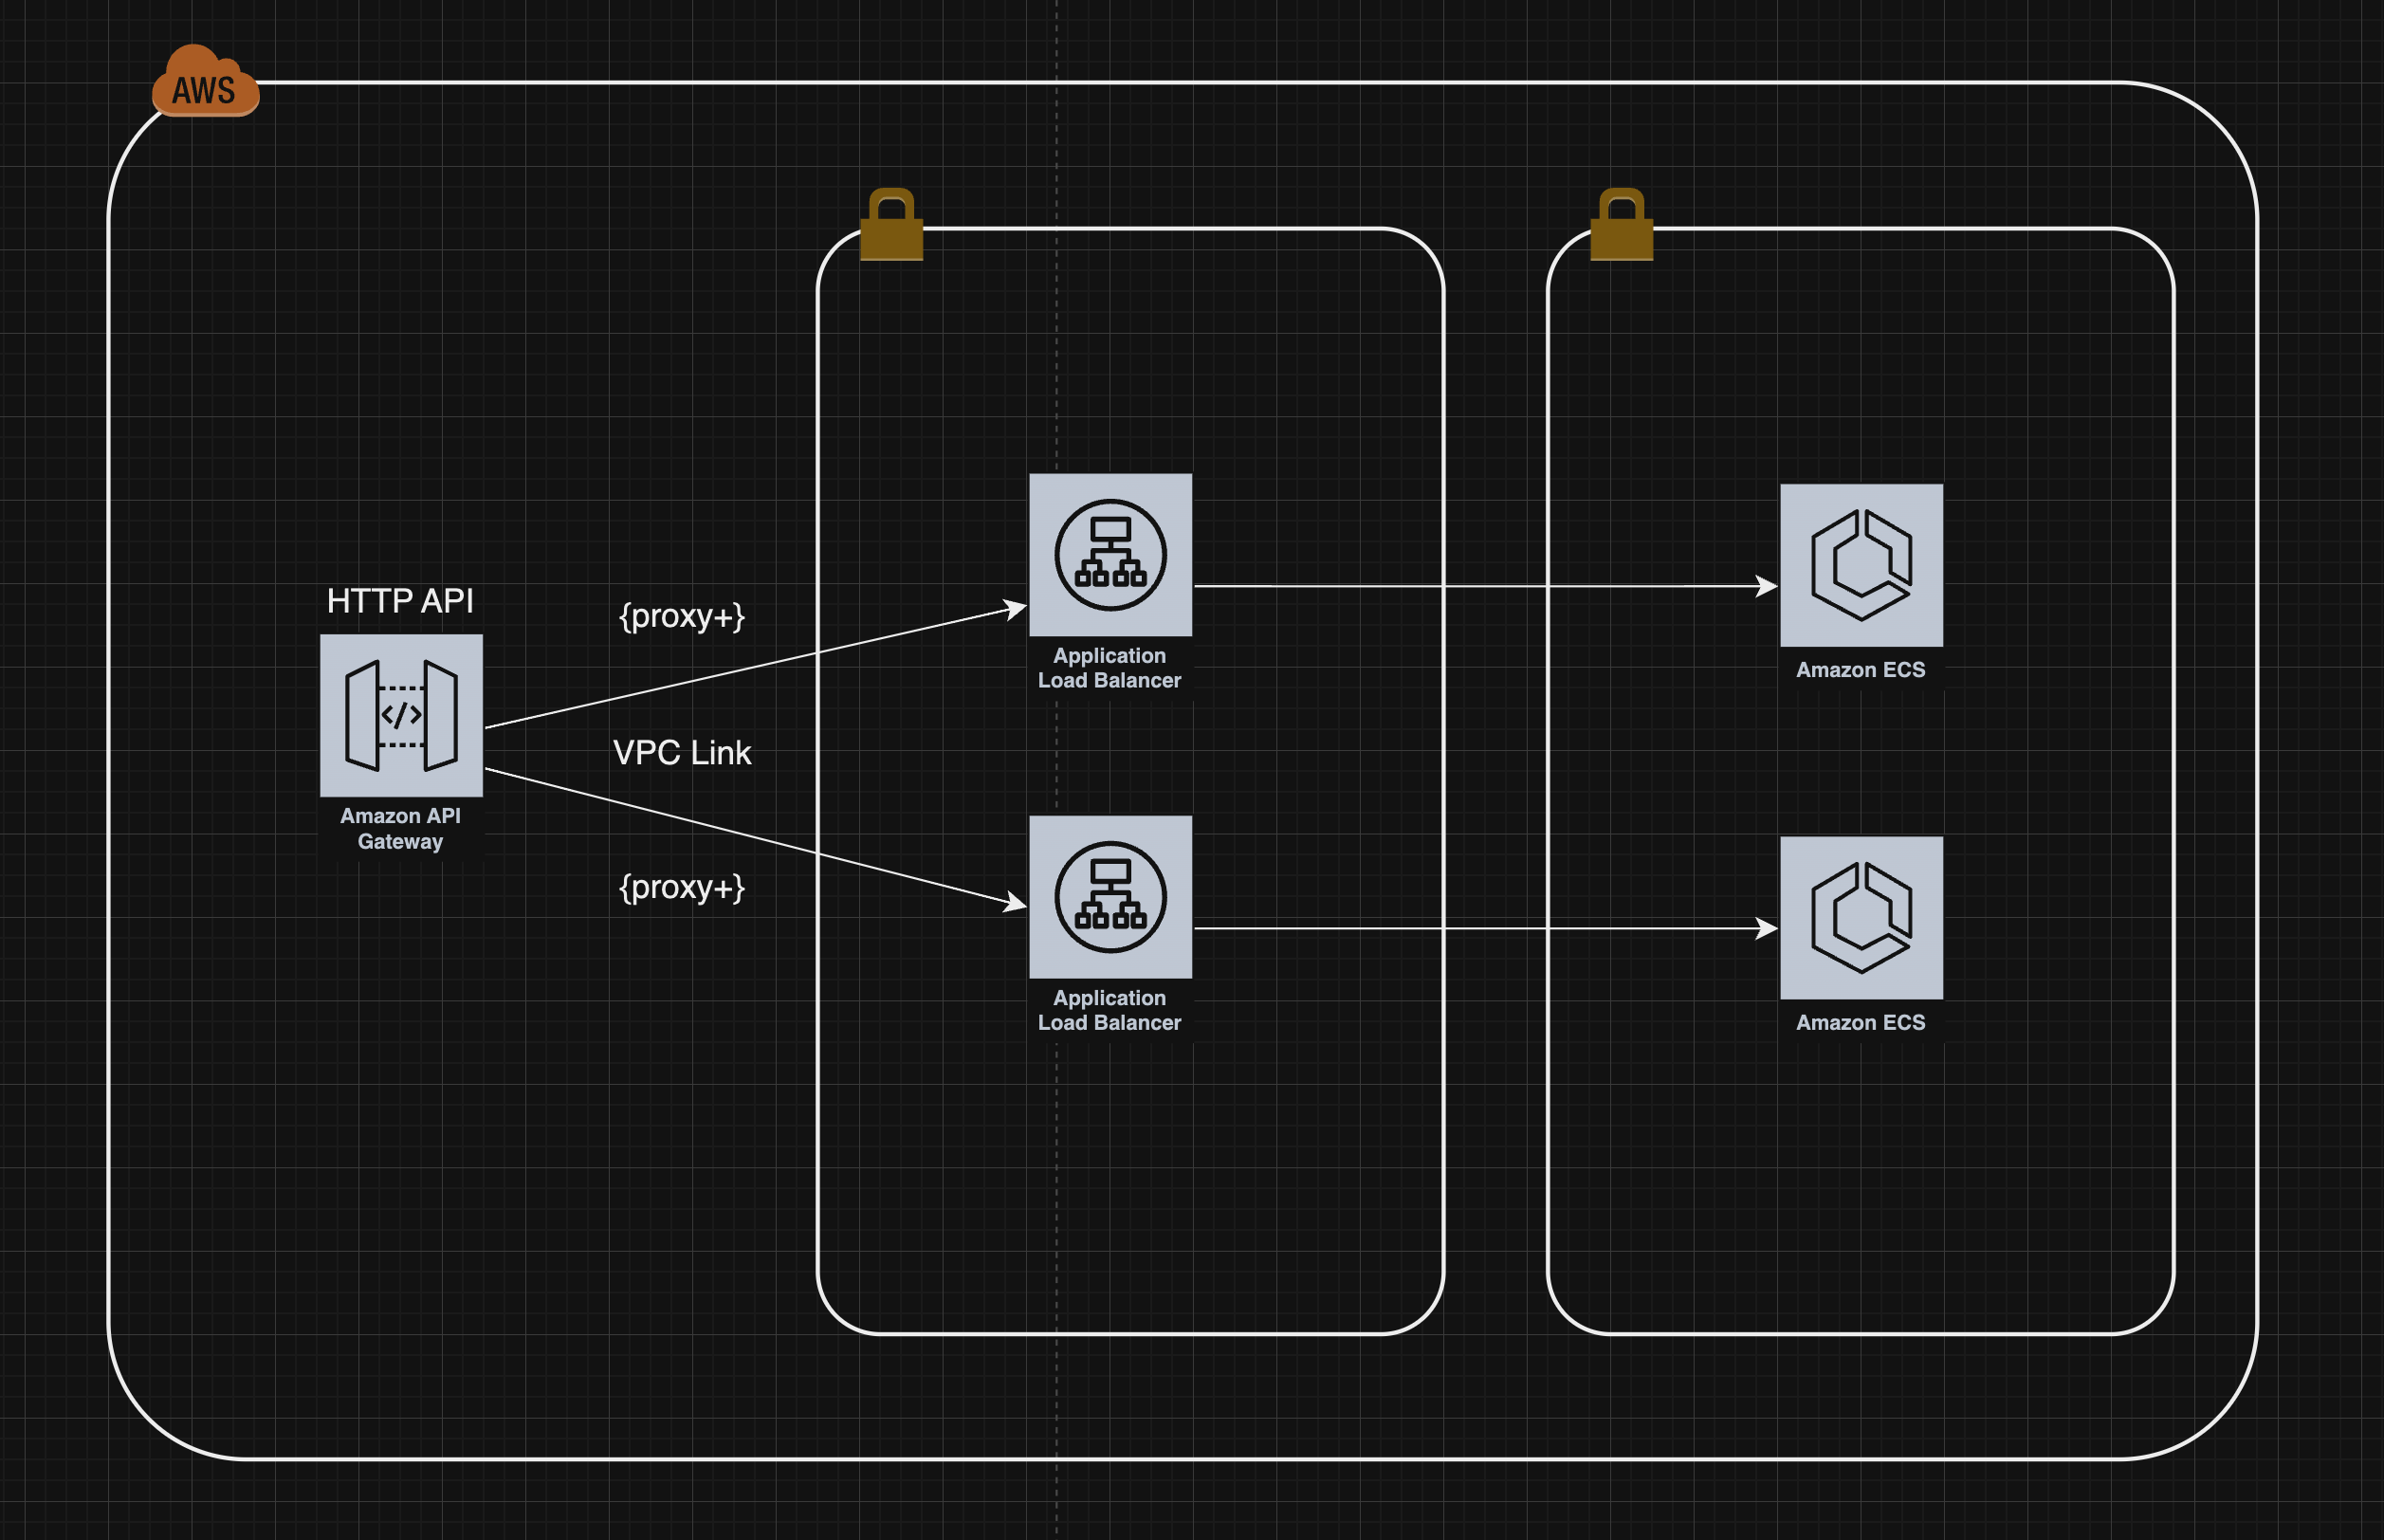 AWS
HTTP API
Amazon API
Gateway
{proxy+}
VPC Link
{proxy+}
Application
Load Balancer
Application
Load Balancer
Amazon ECS
Amazon ECS